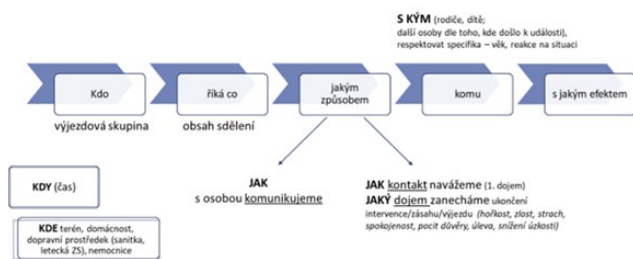 S KÝM (rodiče, dítě;
další osoby dle toho, kde došlo k události),
respektovat specifika – věk, reakce na situaci
Kdo
říká co
jakým
způsobem
komu
s jakým efektem
výjezdová skupina
obsah sdělení
JAK
s osobou komunikujeme
JAK kontakt navážeme (1. dojem)
JAKÝ dojem zanecháme ukončení
intervence/zásahu/výjezdu (hořkost, zlost, strach,
spokojenost, pocit důvěry, úleva, snížení úzkosti)
KDY (čas)
KDE terén, domácnost,
dopravní prostředek (sanitka,
letecká ZS), nemocnice